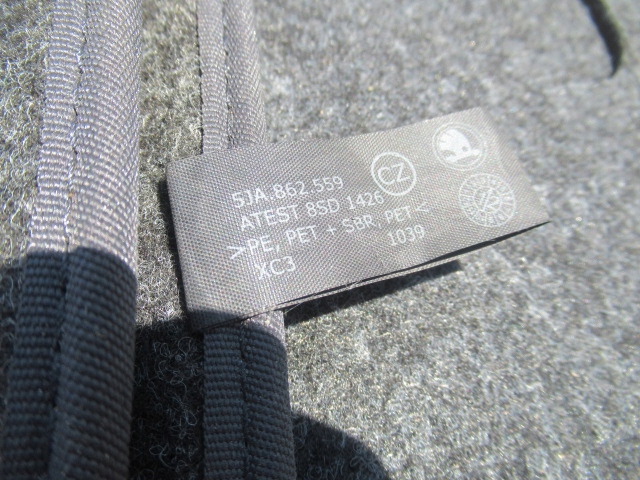 5JA.862.559
ATEST 8SD 1426
CZ
>PE, PET + SBR, PET<
XC3
1039